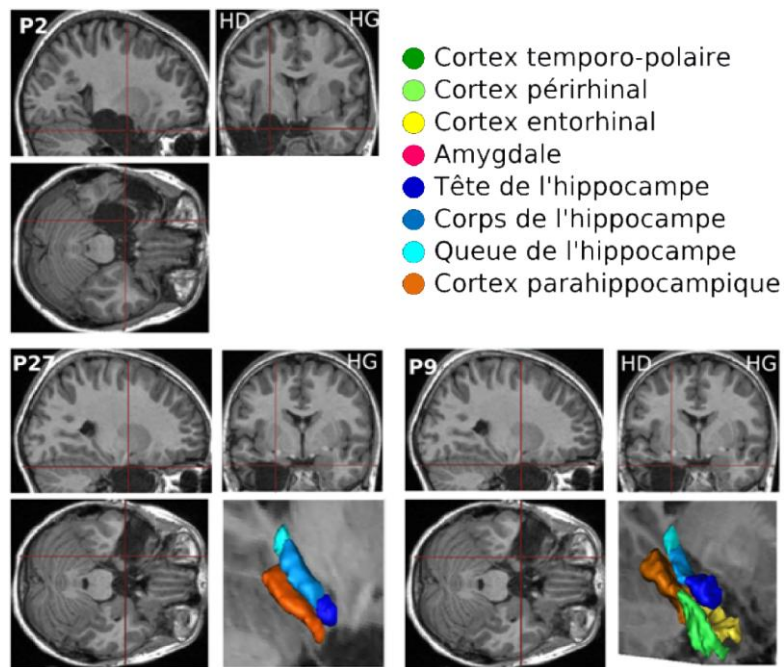 P2
HD HG
Cortex temporo-polaire
Cortex périrhinal
Cortex entorhinal
Amygdale
Tête de l'hippocampe
Corps de l'hippocampe
Queue de l'hippocampe
Cortex parahippocampique
P27
HG
P9
HD HG